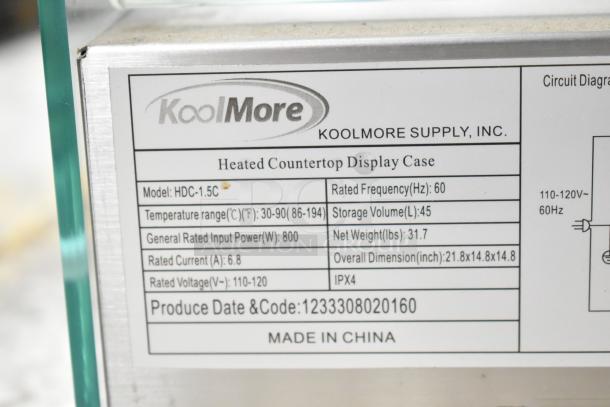 KoolMore
KOOLMORE SUPPLY, INC.
Heated Countertop Display Case
Model: HDC-1.5C
Rated Frequency(Hz): 60
Temperature range(℃)(℉): 30-90(86-194)
Storage Volume(L):45
General Rated Input Power(W): 800
Net Weight(lbs): 31.7
Rated Current (A): 6.8
Overall Dimension(inch):21.8x14.8x14.8
Rated Voltage(V~): 110-120
IPX4
Produce Date &Code:1233308020160
MADE IN CHINA
Circuit Diagra
110-120V~
60Hz